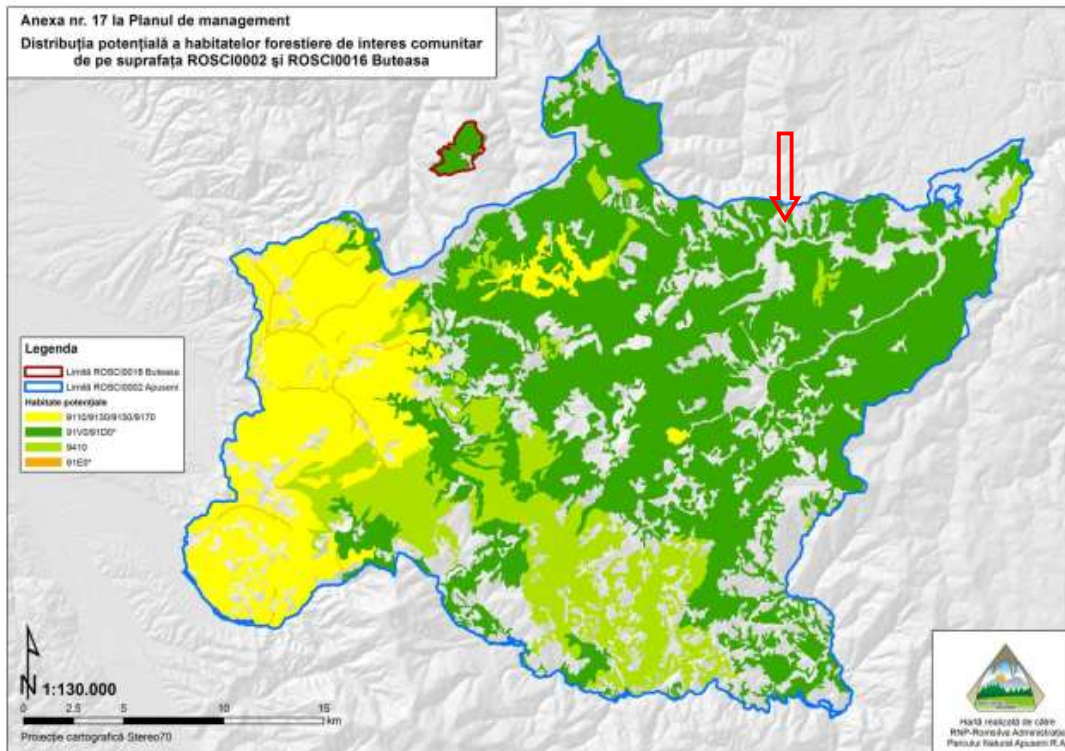 Anexa nr. 17 la Planul de management
Distribuția potențială a habitatelor forestiere de interes comunitar
de pe suprafața ROSCI0002 și ROSCI0016 Buteasa
Legenda
Limită ROSCI0016 Buteasa
Limită ROSCI0002 Apuseni
Habitate potențiale
9110/9130/9150/9170
91V0/91D0*
9410
91E0*
N 1:130.000
0 2.5 5 10 15
km
Proiecție cartografică Stereo70
Hartă realizată de către
RNP-Romsilva Administrația
Parcului Natural Apuseni R.A.